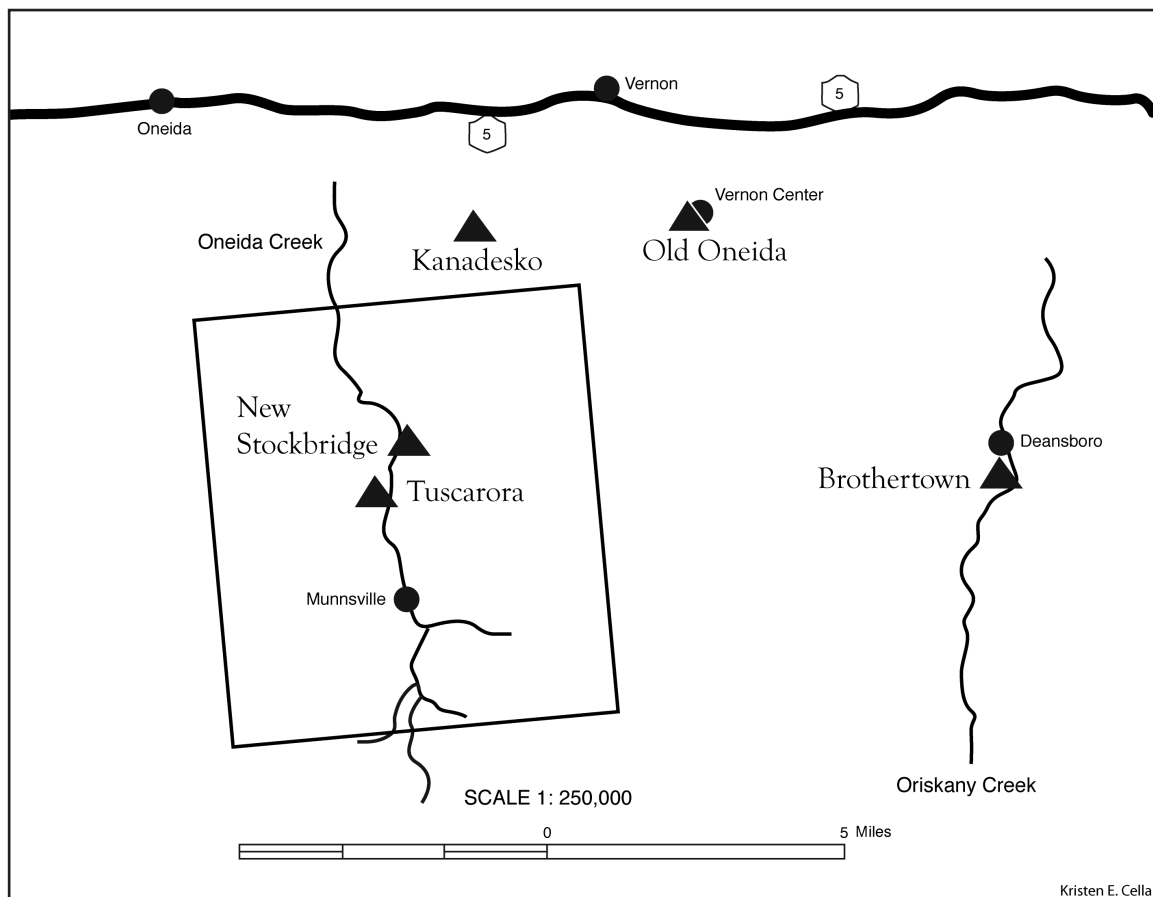 Vernon
5
Oneida
5
Vernon Center
Oneida Creek
Old Oneida
Kanadesko
New
Stockbridge
Deansboro
Brothertown
Tuscarora
Munnsville
Oriskany Creek
SCALE 1: 250,000
0
5 Miles
Kristen E. Cella